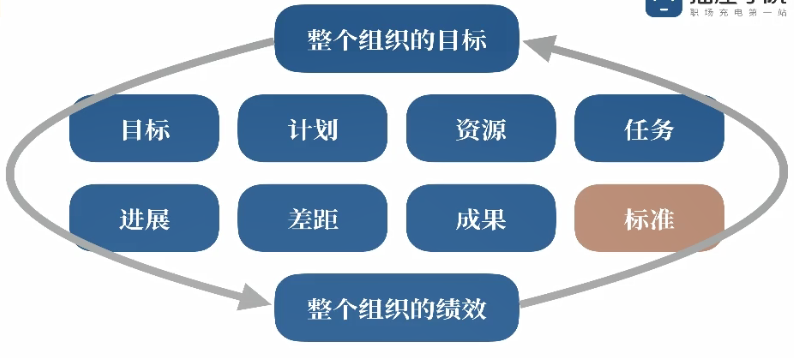 职场充电第一站
整个组织的目标
目标 计划 资源 任务
进展 差距 成果 标准
整个组织的绩效